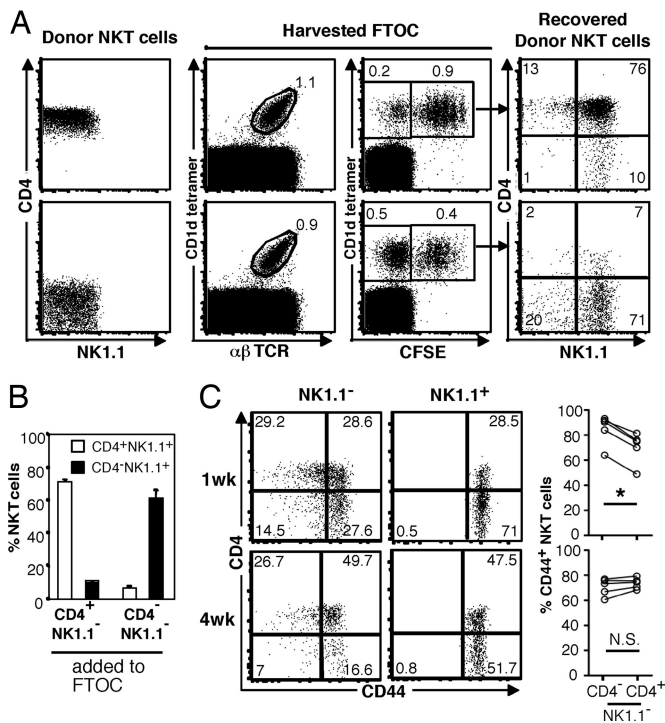 A
Donor NKT cells
Harvested FTOC
Recovered
Donor NKT cells
1.1
0.2 0.9
13 76
1 10
CD4
CD1d tetramer
CD1d tetramer
CD4
0.9
0.5 0.4
2 7
20 71
NK1.1
αβ TCR
CFSE
NK1.1
B
% NKT cells
100
80
60
40
20
0
CD4+NK1.1+
CD4-NK1.1+
CD4+
NK1.1-
CD4-
NK1.1-
added to
FTOC
C
NK1.1-
NK1.1+
1wk
29.2 28.6
14.5 27.6
28.5
0.5 71
4wk
26.7 49.7
7 16.6
47.5
0.8 51.7
CD4
CD44
% CD44+ NKT cells
100
80
60
40
20
0
*
100
80
60
40
20
0
N.S.
CD4- CD4+
NK1.1-